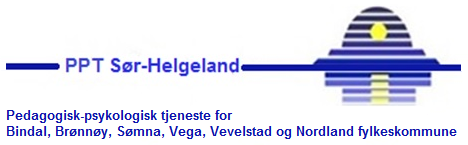 PPT Sør-Helgeland
Pedagogisk-psykologisk tjeneste for
Bindal, Brønnøy, Sømna, Vega, Vevelstad og Nordland fylkeskommune